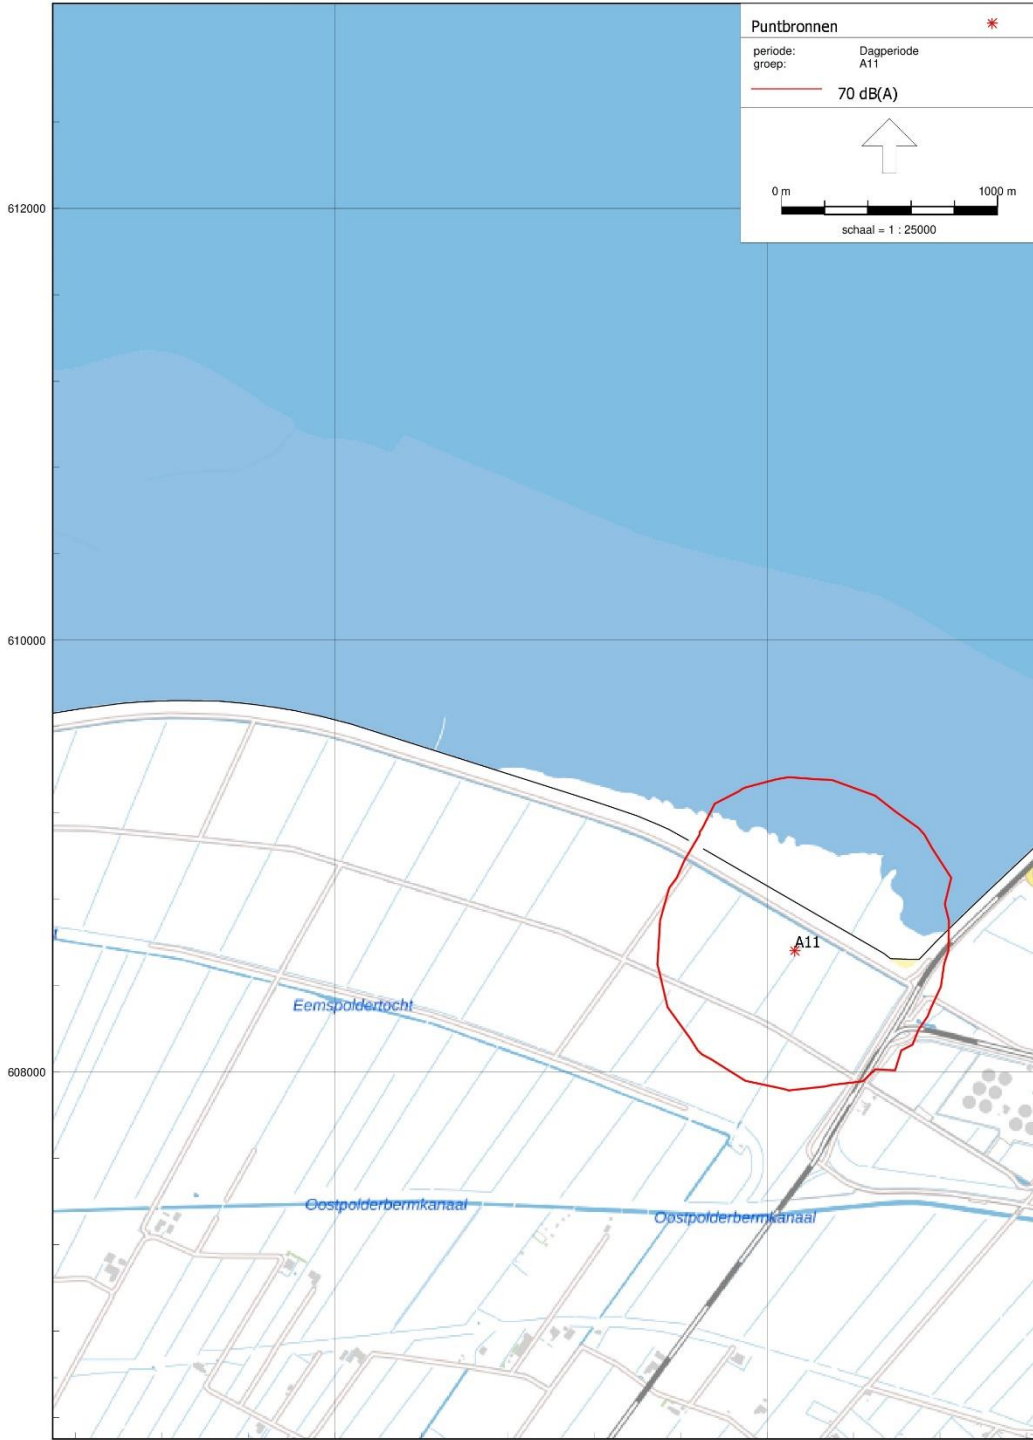 Puntbronnen
periode: Dagperiode
groep: A11
70 dB(A)
0 m 1000 m
schaal = 1 : 25000
612000
610000
A11
Eemspoldertocht
608000
Oostpolderbermkanaal
Oostpolderbermkanaal